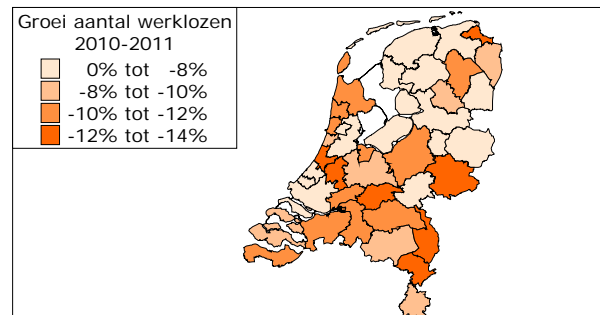 Groei aantal werklozen
2010-2011
0% tot -8%
-8% tot -10%
-10% tot -12%
-12% tot -14%